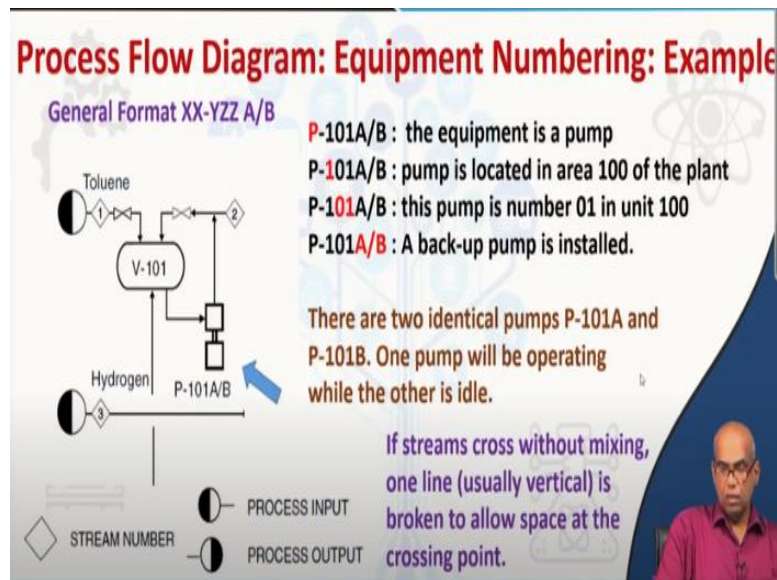 Process Flow Diagram: Equipment Numbering: Example
General Format XX-YZZ A/B
P-101A/B : the equipment is a pump
P-101A/B : pump is located in area 100 of the plant
P-101A/B : this pump is number 01 in unit 100
P-101A/B : A back-up pump is installed.
Toluene
1
2
V-101
There are two identical pumps P-101A and
P-101B. One pump will be operating
while the other is idle.
Hydrogen
P-101A/B
3
If streams cross without mixing,
one line (usually vertical) is
broken to allow space at the
crossing point.
STREAM NUMBER
PROCESS INPUT
PROCESS OUTPUT